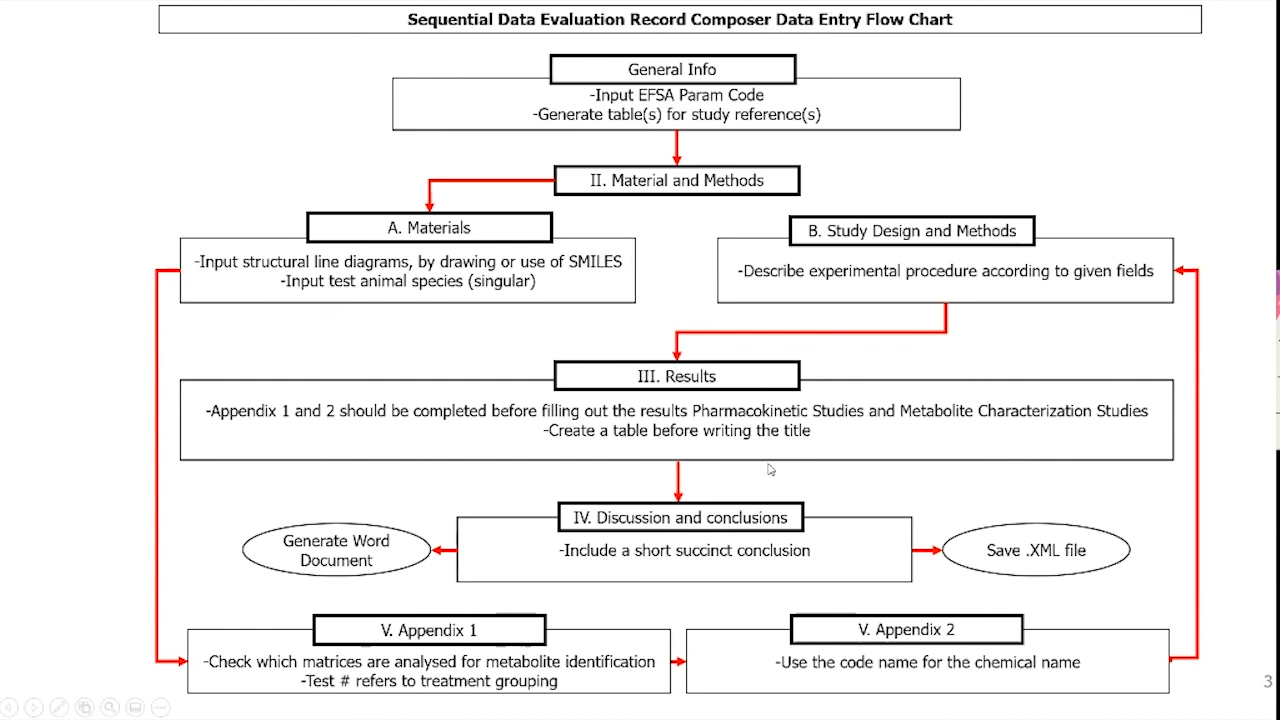 Sequential Data Evaluation Record Composer Data Entry Flow Chart
General Info
-Input EFSA Param Code
-Generate table(s) for study reference(s)
II. Material and Methods
A. Materials
-Input structural line diagrams, by drawing or use of SMILES
-Input test animal species (singular)
B. Study Design and Methods
-Describe experimental procedure according to given fields
III. Results
-Appendix 1 and 2 should be completed before filling out the results Pharmacokinetic Studies and Metabolite Characterization Studies
-Create a table before writing the title
IV. Discussion and conclusions
-Include a short succinct conclusion
Generate Word
Document
Save .XML file
V. Appendix 1
-Check which matrices are analysed for metabolite identification
-Test # refers to treatment grouping
V. Appendix 2
-Use the code name for the chemical name
3